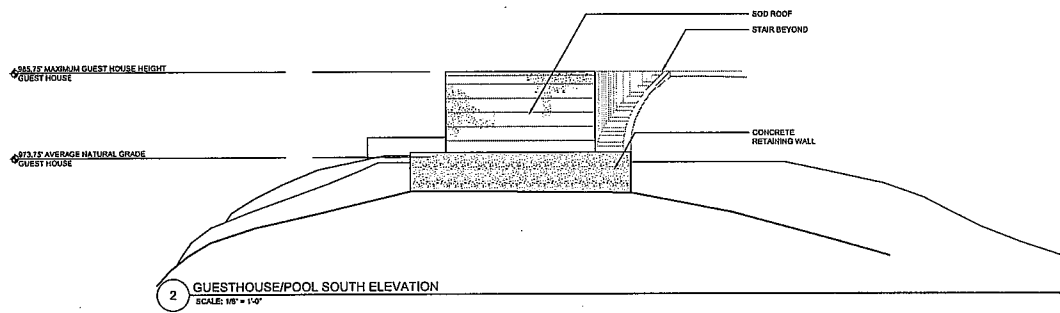 SOD ROOF
STAIR BEYOND
985.75' MAXIMUM GUEST HOUSE HEIGHT
GUEST HOUSE
CONCRETE
RETAINING WALL
973.75' AVERAGE NATURAL GRADE
GUEST HOUSE
2 GUESTHOUSE/POOL SOUTH ELEVATION
SCALE: 1/8" = 1'-0"